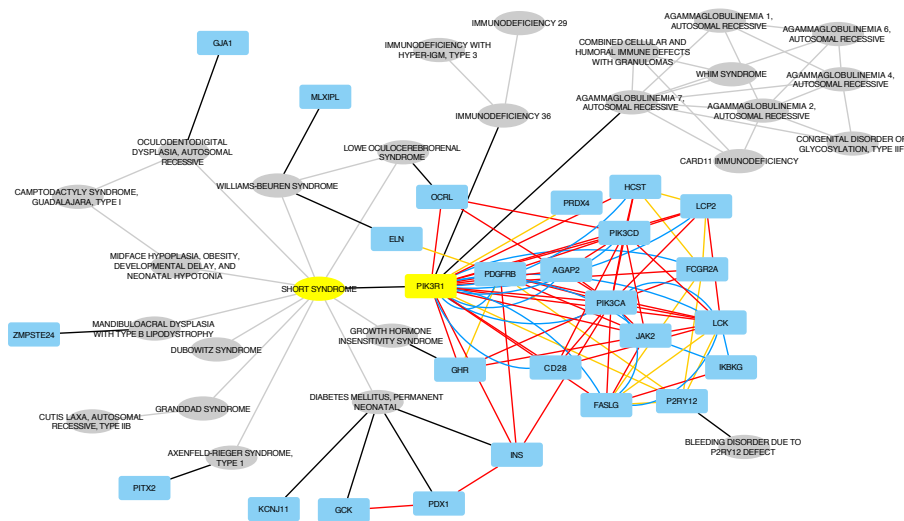 IMMUNODEFICIENCY 29
AGAMMAGLOBULINEMIA 1,
AUTOSOMAL RECESSIVE
AGAMMAGLOBULINEMIA 6,
AUTOSOMAL RECESSIVE
GJA1
IMMUNODEFICIENCY WITH
HYPER-IGM, TYPE 3
COMBINED CELLULAR AND
HUMORAL IMMUNE DEFECTS
WITH GRANULOMAS
WHIM SYNDROME
AGAMMAGLOBULINEMIA 4,
AUTOSOMAL RECESSIVE
MLXIPL
AGAMMAGLOBULINEMIA 7,
AUTOSOMAL RECESSIVE
AGAMMAGLOBULINEMIA 2,
AUTOSOMAL RECESSIVE
IMMUNODEFICIENCY 36
OCULODENTODIGITAL
DYSPLASIA, AUTOSOMAL
RECESSIVE
LOWE OCULOCEREBRORENAL
SYNDROME
CONGENITAL DISORDER OF
GLYCOSYLATION, TYPE IIF
CARD11 IMMUNODEFICIENCY
CAMPTODACTYLY SYNDROME,
GUADALAJARA, TYPE I
WILLIAMS-BEUREN SYNDROME
OCRL
PRDX4
HCST
LCP2
ELN
PIK3CD
MIDFACE HYPOPLASIA, OBESITY,
DEVELOPMENTAL DELAY, AND
NEONATAL HYPOTONIA
PDGFRB
AGAP2
FCGR2A
SHORT SYNDROME
PIK3R1
PIK3CA
ZMPSTE24
MANDIBULOACRAL DYSPLASIA
WITH TYPE B LIPODYSTROPHY
GROWTH HORMONE
INSENSITIVITY SYNDROME
JAK2
LCK
DUBOWITZ SYNDROME
GHR
CD28
IKBKG
DIABETES MELLITUS, PERMANENT
NEONATAL
FASLG
P2RY12
CUTIS LAXA, AUTOSOMAL
RECESSIVE, TYPE IIB
GRANDDAD SYNDROME
BLEEDING DISORDER DUE TO
P2RY12 DEFECT
AXENFELD-RIEGER SYNDROME,
TYPE 1
INS
PITX2
KCNJ11
GCK
PDX1